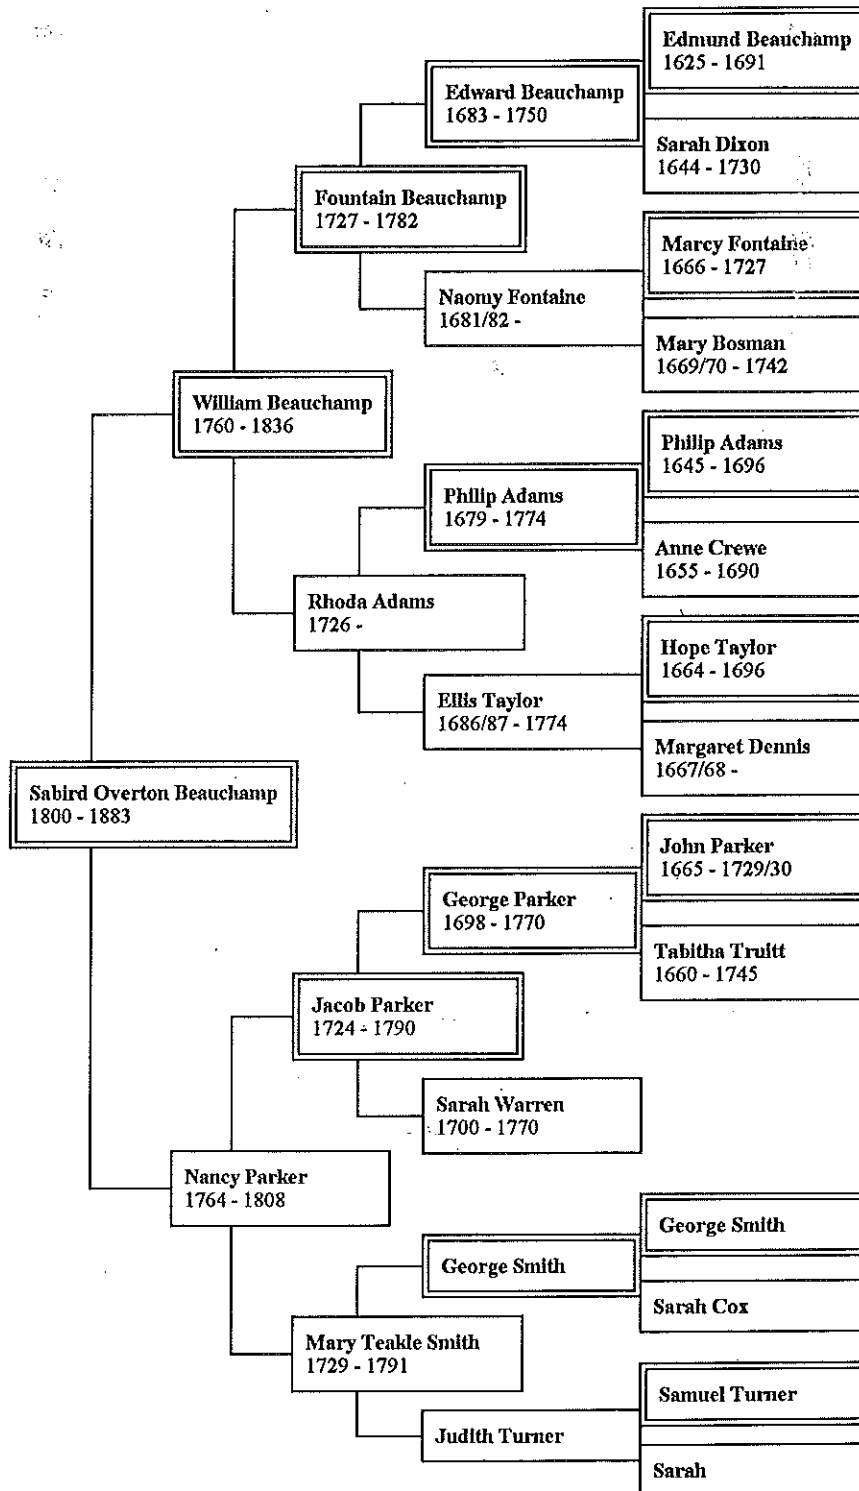 Edmund Beauchamp
1625 - 1691
Edward Beauchamp
1683 - 1750
Sarah Dixon
1644 - 1730
Fountain Beauchamp
1727 - 1782
Marcy Fontaine
1666 - 1727
Naomy Fontaine
1681/82 -
Mary Bosman
1669/70 - 1742
William Beauchamp
1760 - 1836
Philip Adams
1645 - 1696
Philip Adams
1679 - 1774
Anne Crewe
1655 - 1690
Rhoda Adams
1726 -
Hope Taylor
1664 - 1696
Ellis Taylor
1686/87 - 1774
Margaret Dennis
1667/68 -
Sabird Overton Beauchamp
1800 - 1883
John Parker
1665 - 1729/30
George Parker
1698 - 1770
Tabitha Truitt
1660 - 1745
Jacob Parker
1724 - 1790
Sarah Warren
1700 - 1770
Nancy Parker
1764 - 1808
George Smith
George Smith
Sarah Cox
Mary Teakle Smith
1729 - 1791
Samuel Turner
Judith Turner
Sarah